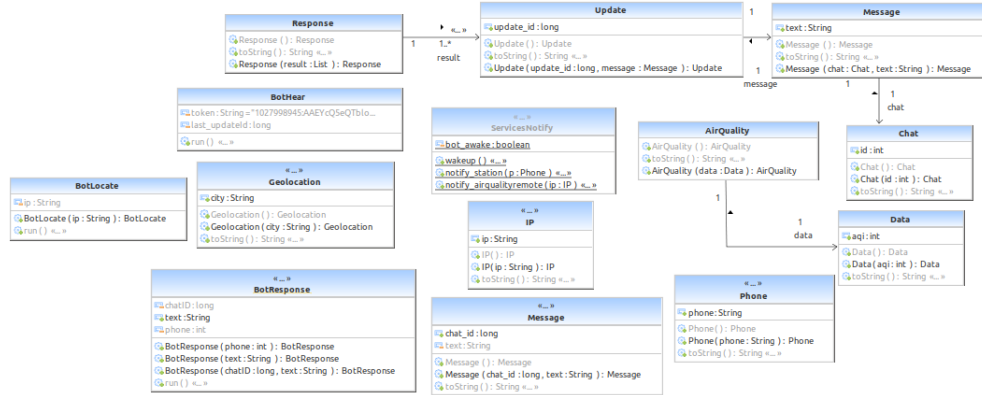 Response
Response ( ) : Response
toString ( ) : String «...»
Response (result :List ) : Response
1
«...»
1..*
result
Update
update_id : long
Update ( ) : Update
toString ( ) : String «...»
Update (update_id : long, message : Message ) : Update
1
1
message
Message
text :String
Message ( ) : Message
toString ( ) : String «...»
Message (chat : Chat, text :String ) : Message
1
1
chat
BotHear
last_updateId : long
run ( ) «...»
«...»
ServicesNotify
bot_awake : boolean
wakeup ( ) «...»
notify_station (p : Phone ) «...»
notify_airqualityremote (ip : IP ) «...»
AirQuality
AirQuality ( ) : AirQuality
toString ( ) : String «...»
AirQuality (data : Data ) : AirQuality
1
1
data
Chat
id : int
Chat ( ) : Chat
Chat (id : int ) : Chat
toString ( ) : String «...»
BotLocate
ip :String
BotLocate (ip : String ) : BotLocate
run ( ) «...»
«...»
Geolocation
city :String
Geolocation ( ) : Geolocation
Geolocation (city :String ) : Geolocation
toString ( ) : String «...»
«...»
IP
ip :String
IP( ) : IP
IP(ip : String ) : IP
toString ( ) : String «...»
Data
aqi : int
Data ( ) : Data
Data (aqi : int ) : Data
toString ( ) : String «...»
«...»
BotResponse
chatID : long
text :String
phone : int
BotResponse (phone : int ) : BotResponse
BotResponse (text :String ) : BotResponse
BotResponse (chatID : long, text :String ) : BotResponse
run ( ) «...»
«...»
Message
chat_id : long
text :String
Message ( ) : Message
Message (chat_id : long, text :String ) : Message
toString ( ) : String «...»
«...»
Phone
phone :String
Phone ( ) : Phone
Phone (phone : String ) : Phone
toString ( ) : String «...»